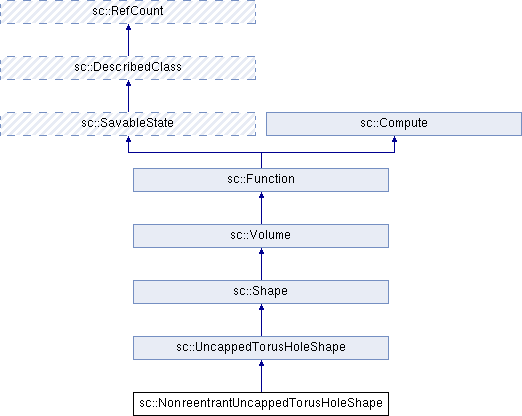 sc::RefCount
sc::DescribedClass
sc::SavableState
sc::Compute
sc::Function
sc::Volume
sc::Shape
sc::UncappedTorusHoleShape
sc::NonreentrantUncappedTorusHoleShape